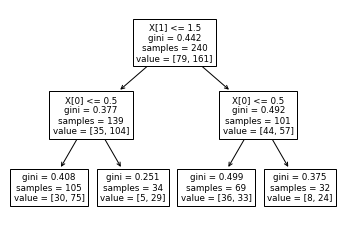 X[1] <= 1.5
gini = 0.442
samples = 240
value = [79, 161]
X[0] <= 0.5
gini = 0.377
samples = 139
value = [35, 104]
X[0] <= 0.5
gini = 0.492
samples = 101
value = [44, 57]
gini = 0.408
samples = 105
value = [30, 75]
gini = 0.251
samples = 34
value = [5, 29]
gini = 0.499
samples = 69
value = [36, 33]
gini = 0.375
samples = 32
value = [8, 24]